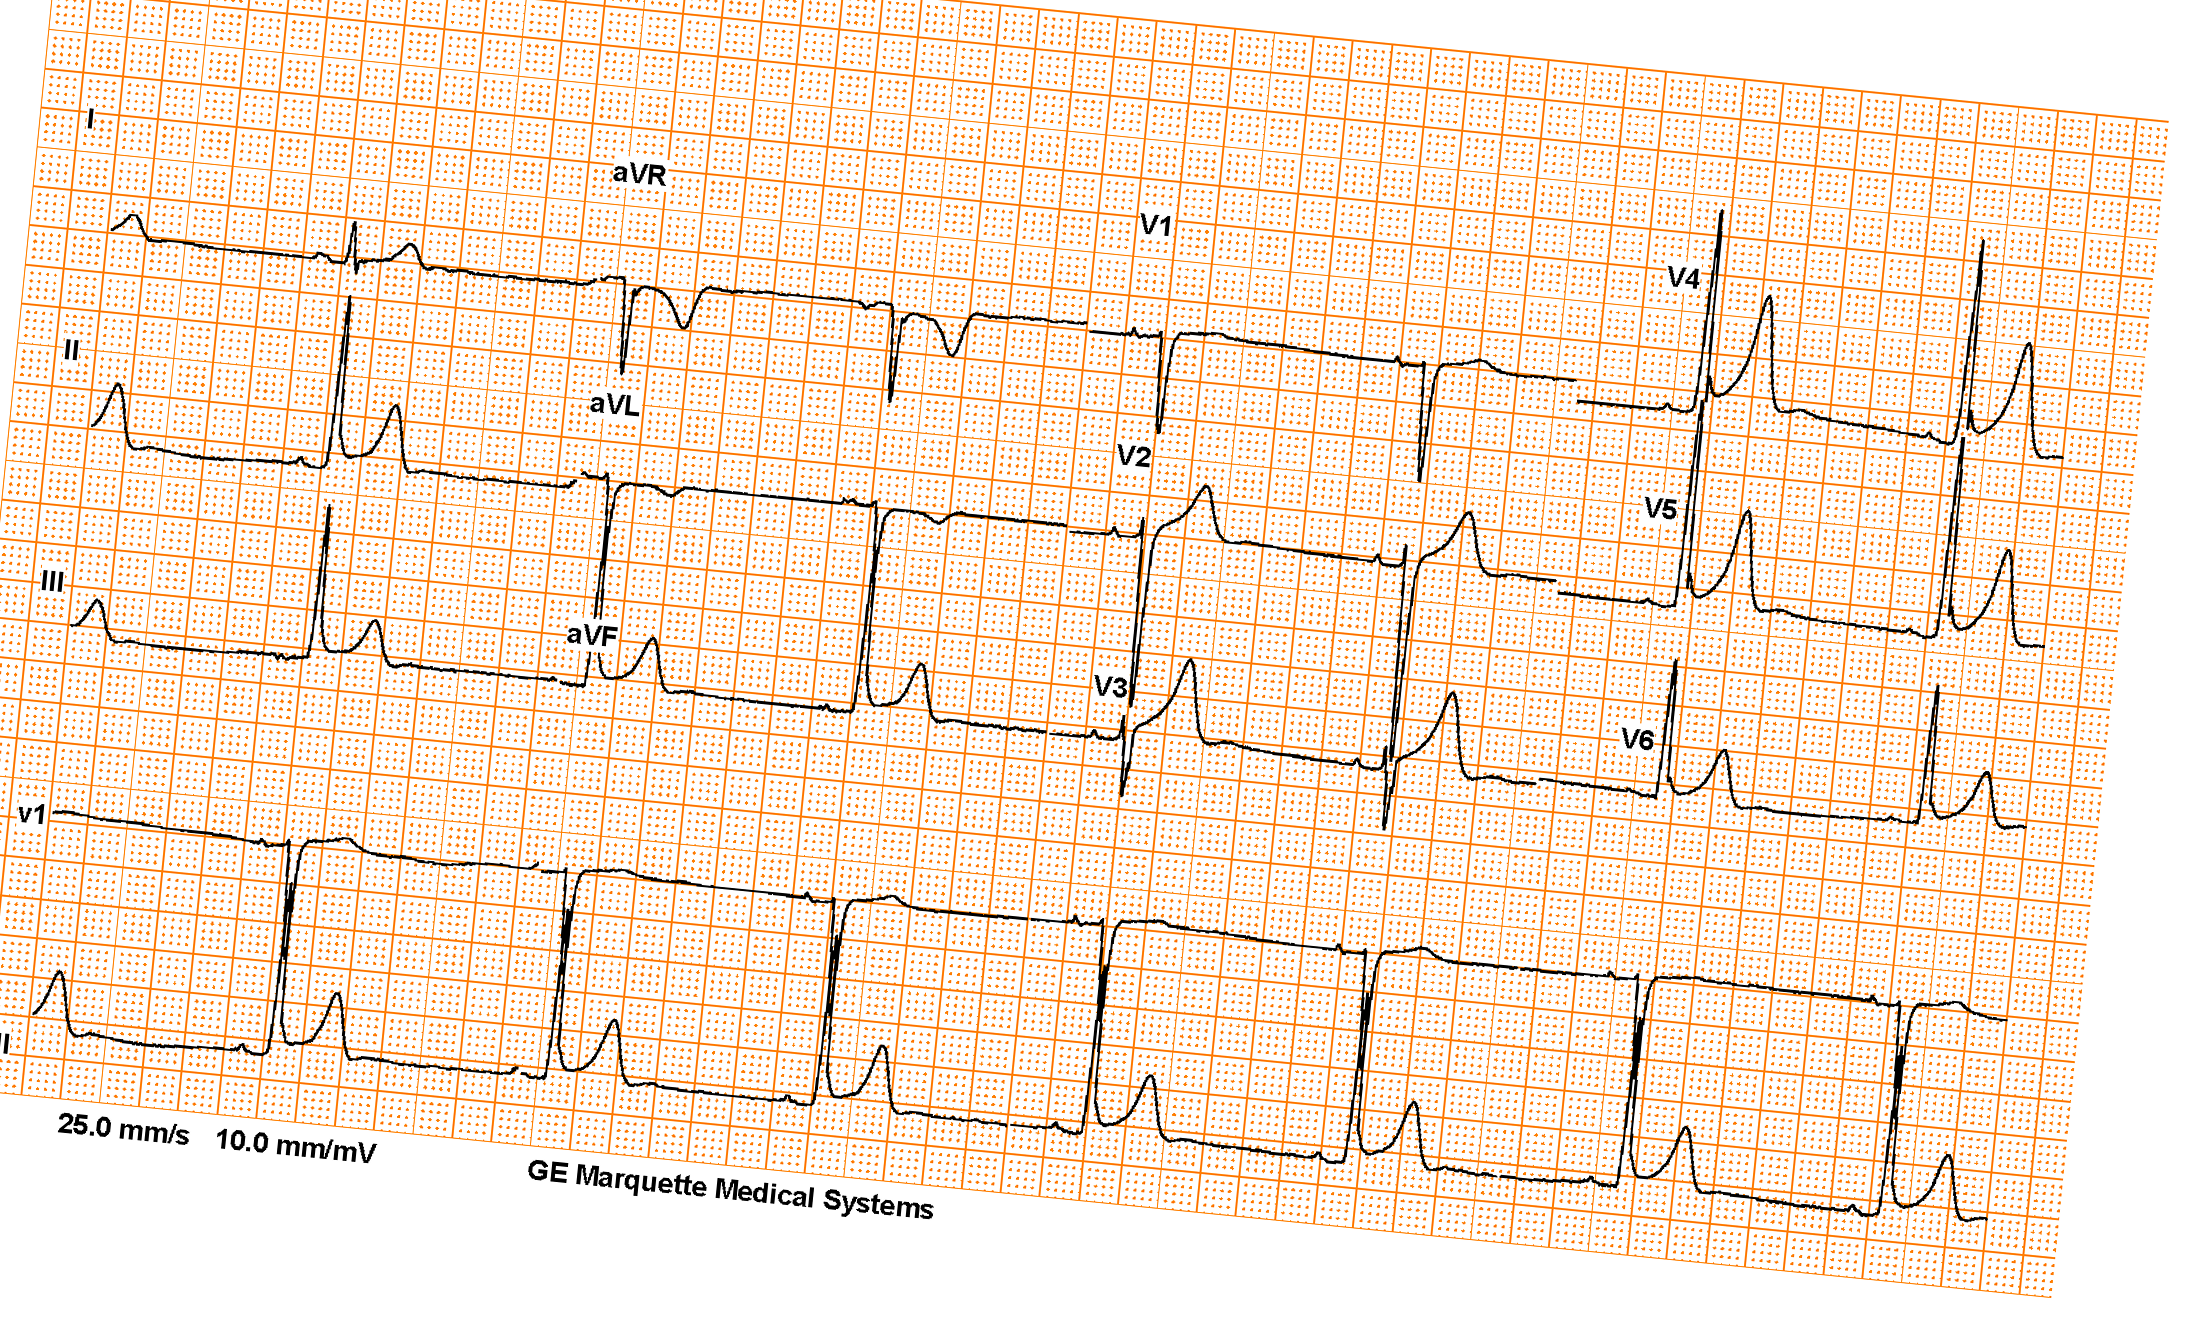 I aVR V1 V4
II aVL V2 V5
III aVF V3 V6
v1
II
25.0 mm/s 10.0 mm/mV
GE Marquette Medical Systems